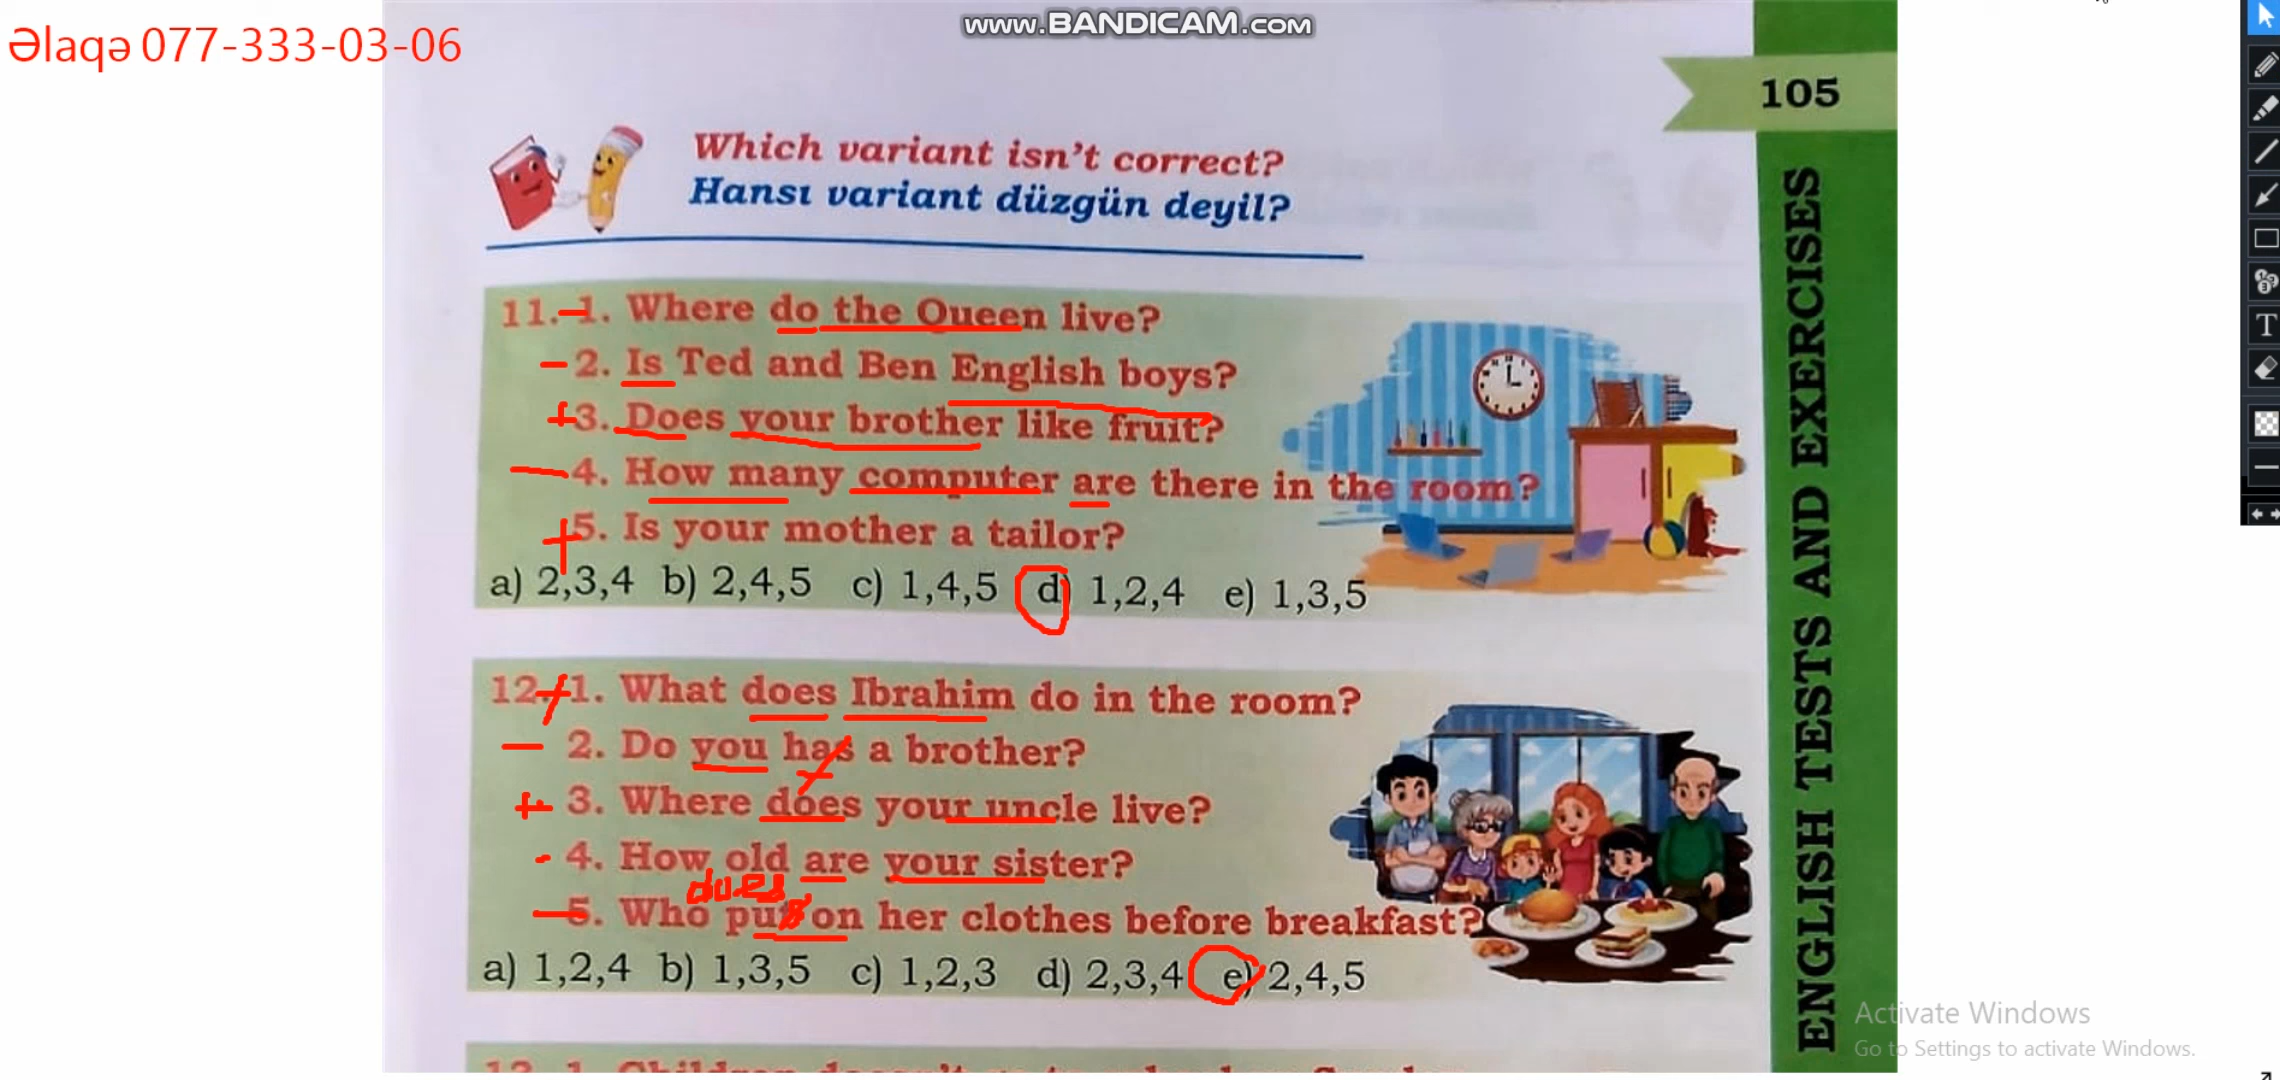 www.BANDICAM.com
Əlaqə 077-333-03-06
105
Which variant isn't correct?
Hansı variant düzgün deyil?
11. 1. Where do the Queen live?
2. Is Ted and Ben English boys?
3. Does your brother like fruit?
4. How many computer are there in the room?
5. Is your mother a tailor?
a) 2,3,4 b) 2,4,5 c) 1,4,5 d) 1,2,4 e) 1,3,5
12. 1. What does Ibrahim do in the room?
2. Do you has a brother?
3. Where does your uncle live?
4. How old are your sister?
does
5. Who put on her clothes before breakfast?
a) 1,2,4 b) 1,3,5 c) 1,2,3 d) 2,3,4 e) 2,4,5
ENGLISH TESTS AND EXERCISES
Activate Windows
Go to Settings to activate Windows.